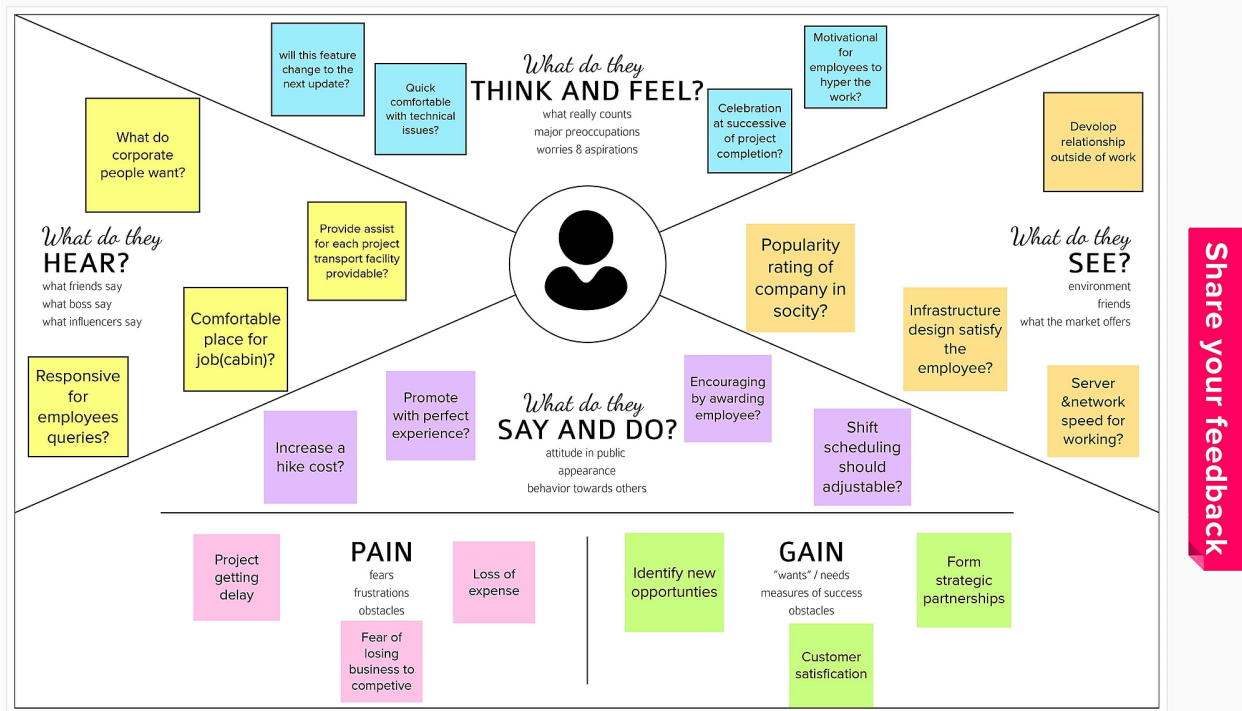 will this feature
change to the
next update?
Quick
comfortable
with technical
issues?
What do they
THINK AND FEEL?
what really counts
major preoccupations
worries & aspirations
Motivational
for
employees to
hyper the
work?
Celebration
at successive
of project
completion?
What do
corporate
people want?
Provide assist
for each project
transport facility
providable?
What do they
HEAR?
what friends say
what boss say
what influencers say
Comfortable
place for
job(cabin)?
Responsive
for
employees
queries?
Devolop
relationship
outside of work
Popularity
rating of
company in
socity?
What do they
SEE?
environment
friends
what the market offers
Infrastructure
design satisfy
the
employee?
Server
&network
speed for
working?
Increase a
hike cost?
Promote
with perfect
experience?
What do they
SAY AND DO?
attitude in public
appearance
behavior towards others
Encouraging
by awarding
employee?
Shift
scheduling
should
adjustable?
Project
getting
delay
PAIN
fears
frustrations
obstacles
Loss of
expense
Fear of
losing
business to
competive
Identify new
opportunties
GAIN
"wants" / needs
measures of success
obstacles
Form
strategic
partnerships
Customer
satisfication
Share your feedback